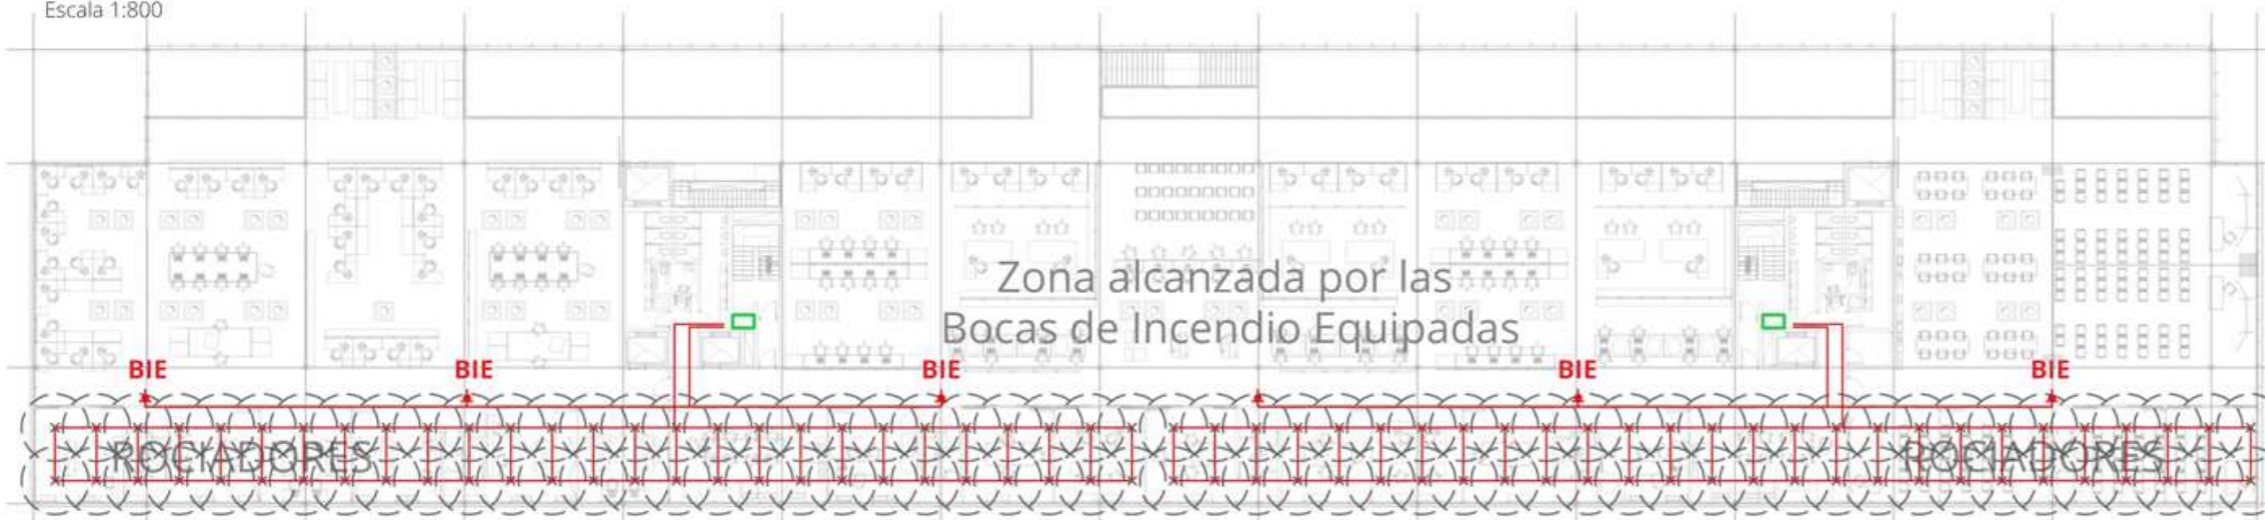 Escala 1:800
Zona alcanzada por las
Bocas de Incendio Equipadas
BIE
BIE
BIE
BIE
BIE
ROCIADORES
ROCIADORES